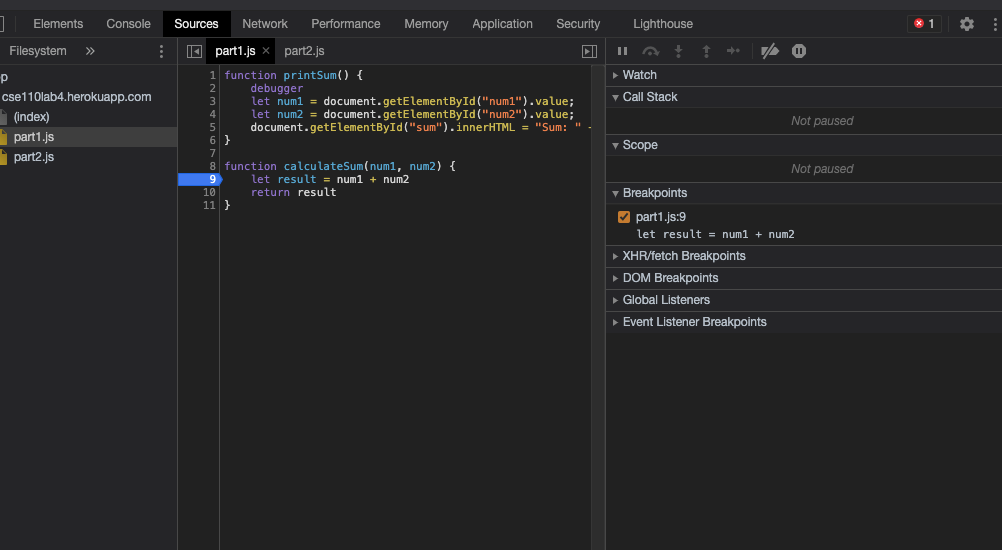 Elements Console Sources Network Performance Memory Application Security Lighthouse 1
Filesystem » part1.js × part2.js
cse110lab4.herokuapp.com
(index)
part1.js
part2.js
1 function printSum() {
2 debugger
3 let num1 = document.getElementById("num1").value;
4 let num2 = document.getElementById("num2").value;
5 document.getElementById("sum").innerHTML = "Sum: "
6 }
7
8 function calculateSum(num1, num2) {
9 let result = num1 + num2
10 return result
11 }
Watch
Call Stack
Not paused
Scope
Not paused
Breakpoints
part1.js:9
let result = num1 + num2
XHR/fetch Breakpoints
DOM Breakpoints
Global Listeners
Event Listener Breakpoints